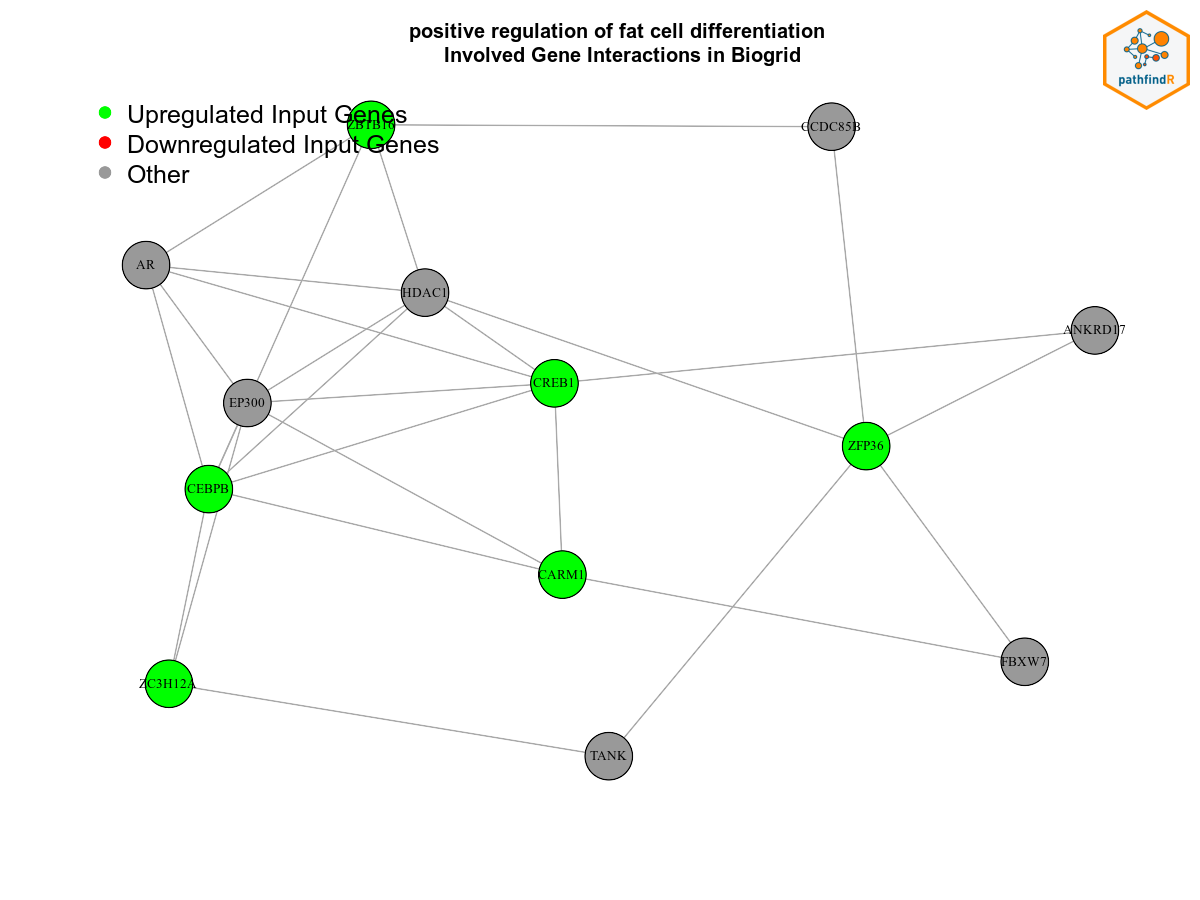 positive regulation of fat cell differentiation
Involved Gene Interactions in Biogrid
pathfindR
Upregulated Input Genes
Downregulated Input Genes
Other
ZBTB16
CCDC85B
AR
HDAC1
ANKRD17
CREB1
EP300
ZFP36
CEBPB
CARM1
FBXW7
ZC3H12A
TANK